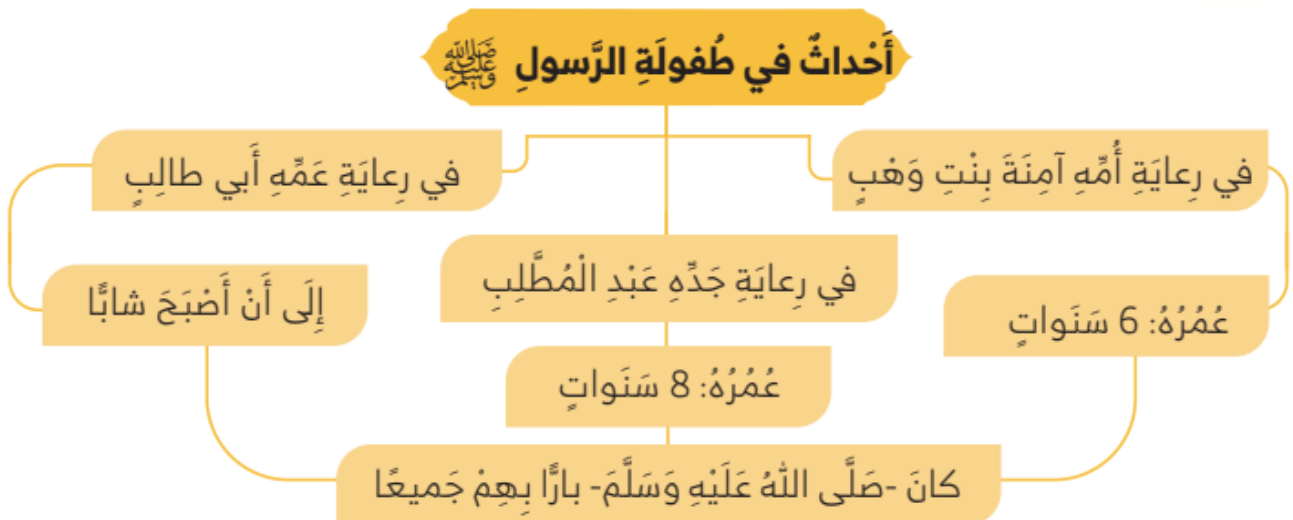 أَحْداثٌ في طُفولَةِ الرَّسولِ ﷺ
في رِعايَةِ أُمِّهِ آمِنَةَ بِنْتِ وَهْبٍ
عُمُرُهُ: 6 سَنَواتٍ
في رِعايَةِ جَدِّهِ عَبْدِ الْمُطَّلِبِ
عُمُرُهُ: 8 سَنَواتٍ
في رِعايَةِ عَمِّهِ أَبي طالِبٍ
إِلَى أَنْ أَصْبَحَ شابًّا
كانَ -صَلَّى اللهُ عَلَيْهِ وَسَلَّمَ- بارًّا بِهِمْ جَميعًا